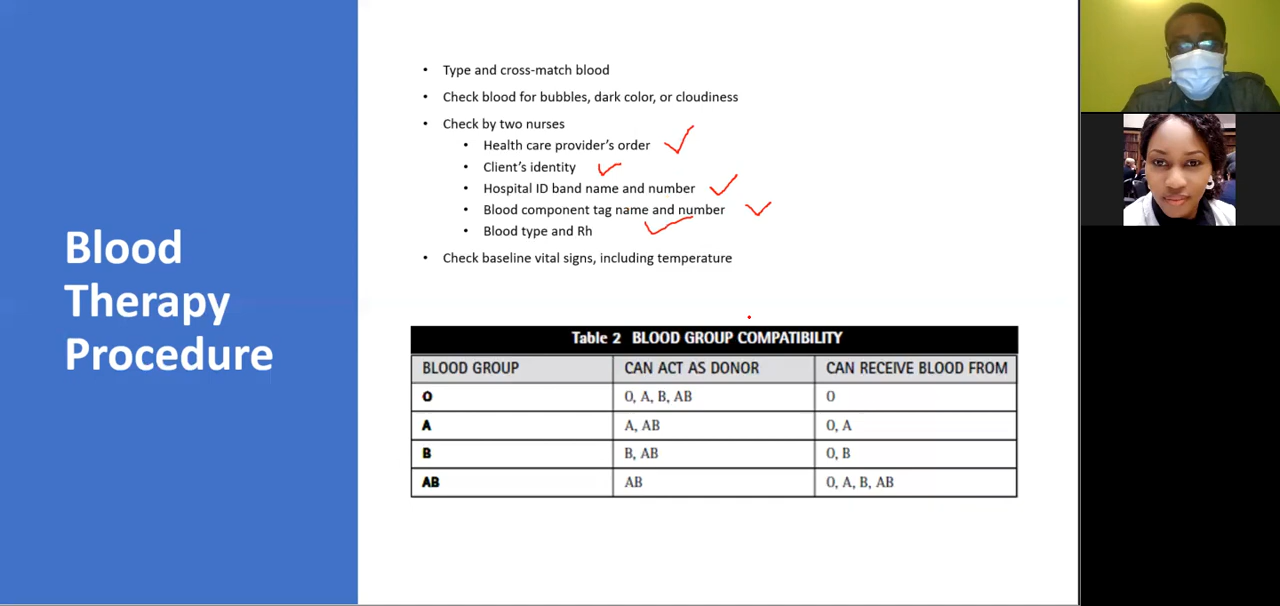 Blood
Therapy
Procedure
• Type and cross-match blood
• Check blood for bubbles, dark color, or cloudiness
• Check by two nurses
• Health care provider's order
• Client's identity
• Hospital ID band name and number
• Blood component tag name and number
• Blood type and Rh
• Check baseline vital signs, including temperature
Table 2 BLOOD GROUP COMPATIBILITY
BLOOD GROUP CAN ACT AS DONOR CAN RECEIVE BLOOD FROM
O O, A, B, AB O
A A, AB O, A
B B, AB O, B
AB AB O, A, B, AB